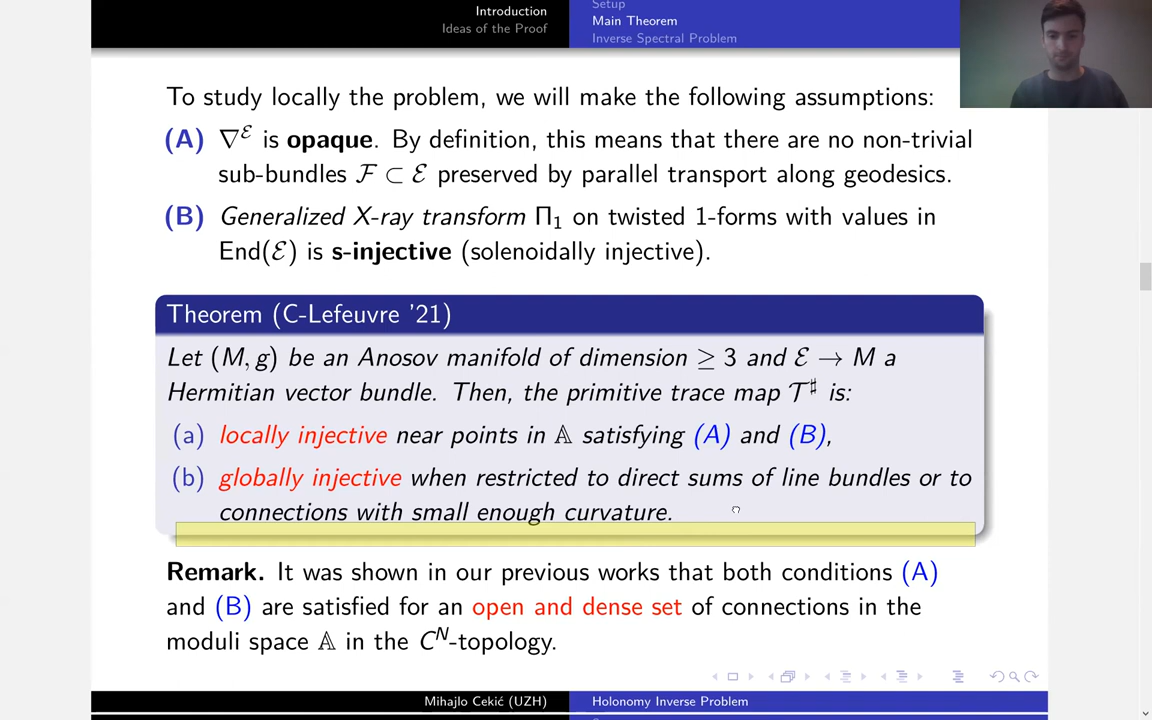 Introduction
Ideas of the Proof
Setup
Main Theorem
Inverse Spectral Problem
To study locally the problem, we will make the following assumptions:
(A) ∇^ℰ is opaque. By definition, this means that there are no non-trivial
sub-bundles ℱ ⊂ ℰ preserved by parallel transport along geodesics.
(B) Generalized X-ray transform Π₁ on twisted 1-forms with values in
End(ℰ) is s-injective (solenoidally injective).
Theorem (C-Lefeuvre '21)
Let (M, g) be an Anosov manifold of dimension ≥ 3 and ℰ → M a
Hermitian vector bundle. Then, the primitive trace map 𝒯^♯ is:
(a) locally injective near points in 𝔸 satisfying (A) and (B),
(b) globally injective when restricted to direct sums of line bundles or to
connections with small enough curvature.
Remark. It was shown in our previous works that both conditions (A)
and (B) are satisfied for an open and dense set of connections in the
moduli space 𝔸 in the C^N-topology.
Mihajlo Cekić (UZH)
Holonomy Inverse Problem